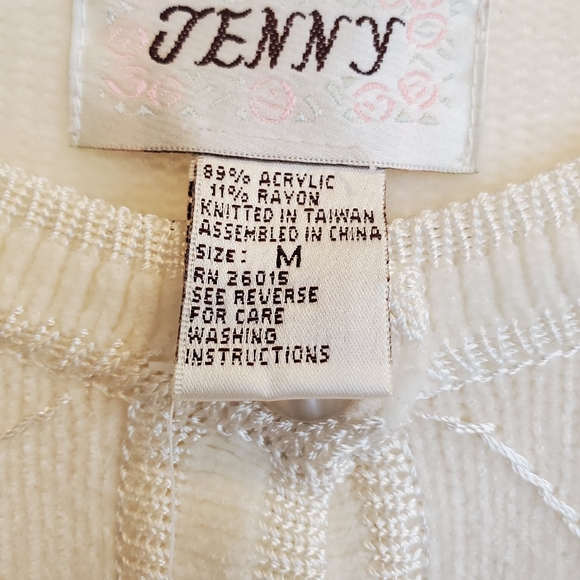 JENNY
89% ACRYLIC
11% RAYON
KNITTED IN TAIWAN
ASSEMBLED IN CHINA
SIZE: M
RN 26015
SEE REVERSE
FOR CARE
WASHING
INSTRUCTIONS